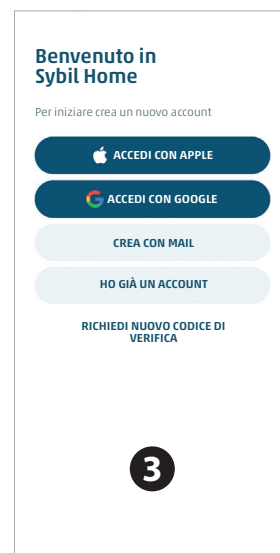 Benvenuto in
Sybil Home
Per iniziare crea un nuovo account
ACCEDI CON APPLE
ACCEDI CON GOOGLE
CREA CON MAIL
HO GIÀ UN ACCOUNT
RICHIEDI NUOVO CODICE DI
VERIFICA
3